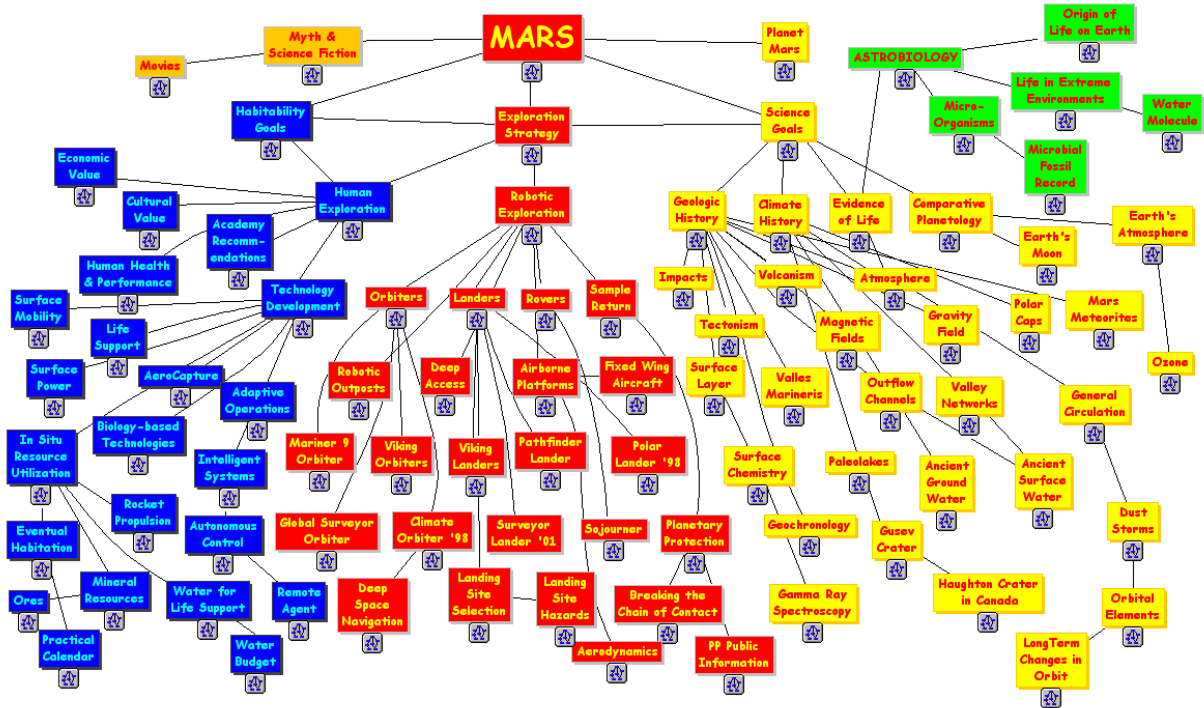 MARS
Myth &
Science Fiction
Movies
Planet
Mars
Origin of
Life on Earth
ASTROBIOLOGY
Life in Extreme
Environments
Micro-
Organisms
Water
Molecule
Microbial
Fossil
Record
Habitability
Goals
Exploration
Strategy
Science
Goals
Economic
Value
Cultural
Value
Human
Exploration
Academy
Recomm-
endations
Human Health
& Performance
Robotic
Exploration
Geologic
History
Climate
History
Evidence
of Life
Comparative
Planetology
Earth's
Atmosphere
Earth's
Moon
Surface
Mobility
Technology
Development
Life
Support
Surface
Power
AeroCapture
Adaptive
Operations
Biology-based
Technologies
In Situ
Resource
Utilization
Intelligent
Systems
Rocket
Propulsion
Eventual
Habitation
Autonomous
Control
Mineral
Resources
Ores
Water for
Life Support
Remote
Agent
Practical
Calendar
Water
Budget
Orbiters
Landers
Rovers
Sample
Return
Robotic
Outposts
Deep
Access
Airborne
Platforms
Fixed Wing
Aircraft
Mariner 9
Orbiter
Viking
Orbiters
Viking
Landers
Pathfinder
Lander
Polar
Lander '98
Global Surveyor
Orbiter
Climate
Orbiter '98
Surveyor
Lander '01
Sojourner
Planetary
Protection
Deep
Space
Navigation
Landing
Site
Selection
Landing
Site
Hazards
Breaking the
Chain of Contact
Aerodynamics
PP Public
Information
Impacts
Volcanism
Atmosphere
Tectonism
Magnetic
Fields
Gravity
Field
Polar
Caps
Mars
Meteorites
Ozone
Surface
Layer
Valles
Marineris
Outflow
Channels
Valley
Networks
General
Circulation
Surface
Chemistry
Paleolakes
Ancient
Ground
Water
Ancient
Surface
Water
Geochronology
Gusev
Crater
Dust
Storms
Gamma Ray
Spectroscopy
Haughton Crater
in Canada
Orbital
Elements
LongTerm
Changes in
Orbit